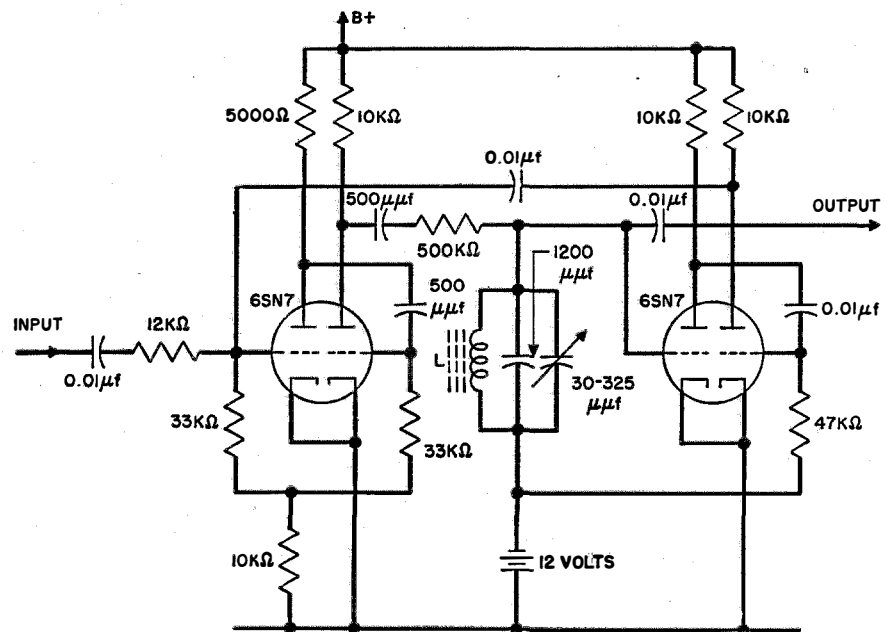 B+
5000Ω
10KΩ
10KΩ
10KΩ
0.01µf
500µµf
0.01µf
OUTPUT
500KΩ
1200
µµf
6SN7
500
µµf
6SN7
0.01µf
INPUT
12KΩ
0.01µf
L
30-325
µµf
33KΩ
33KΩ
47KΩ
10KΩ
12 VOLTS